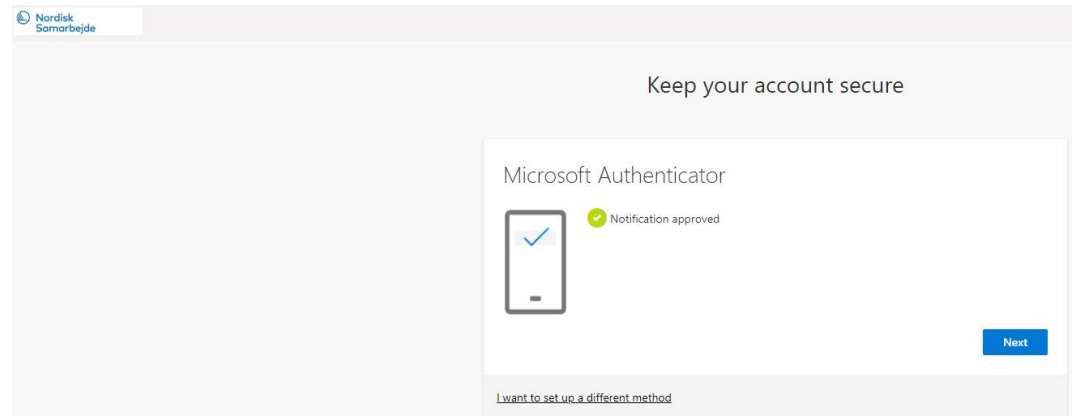 Nordisk
Samarbejde
Keep your account secure
Microsoft Authenticator
Notification approved
Next
I want to set up a different method